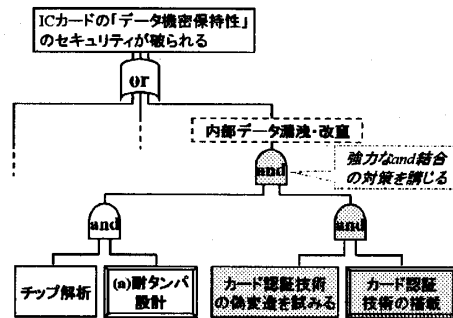 ICカードの「データ機密保持性」
のセキュリティが破られる
or
内部データ漏洩・改竄
and
強力なand結合
の対策を講じる
and
and
チップ解析
(a)耐タンパ
設計
カード認証技術
の偽変造を試みる
カード認証
技術の搭載